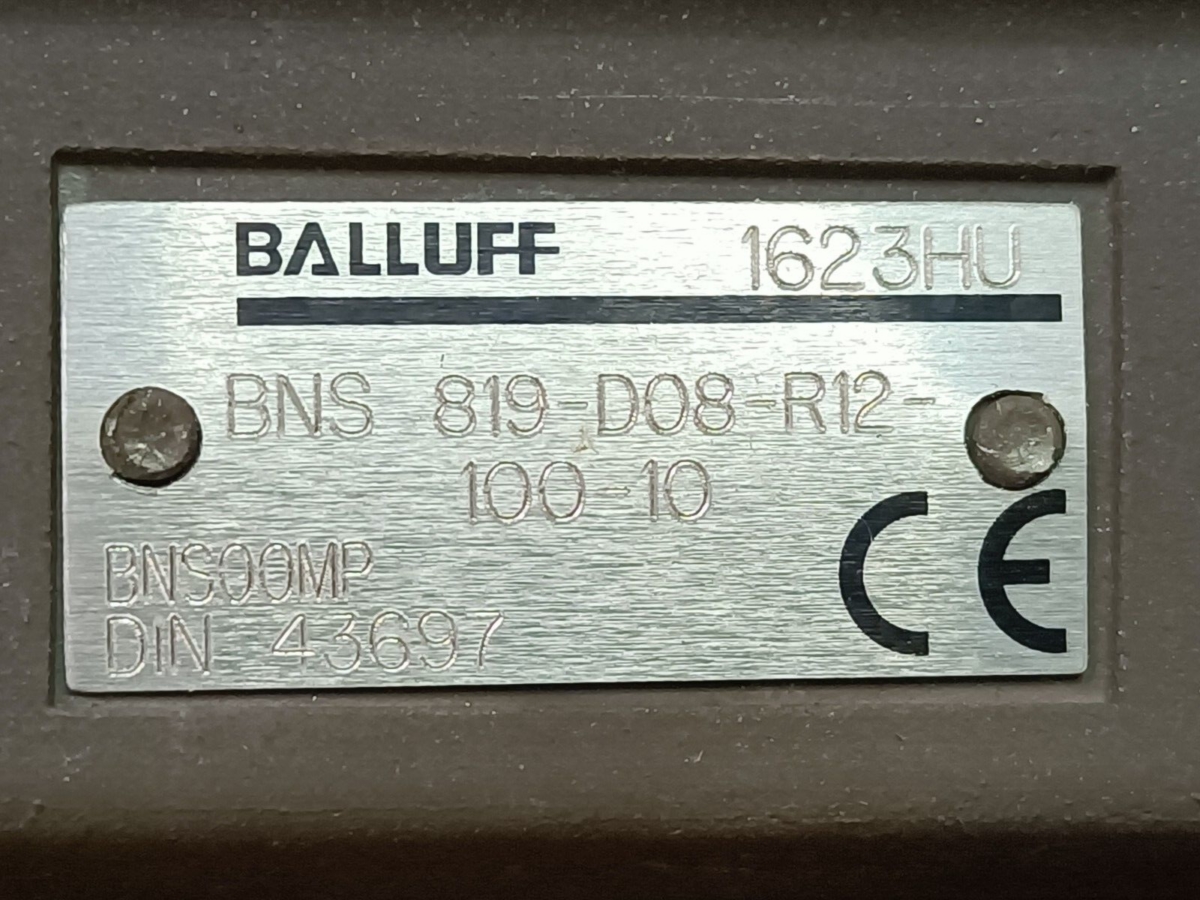 BALLUFF 1623HU
BNS 819-D08-R12-
100-10
BNS00MP
DIN 43697
CE